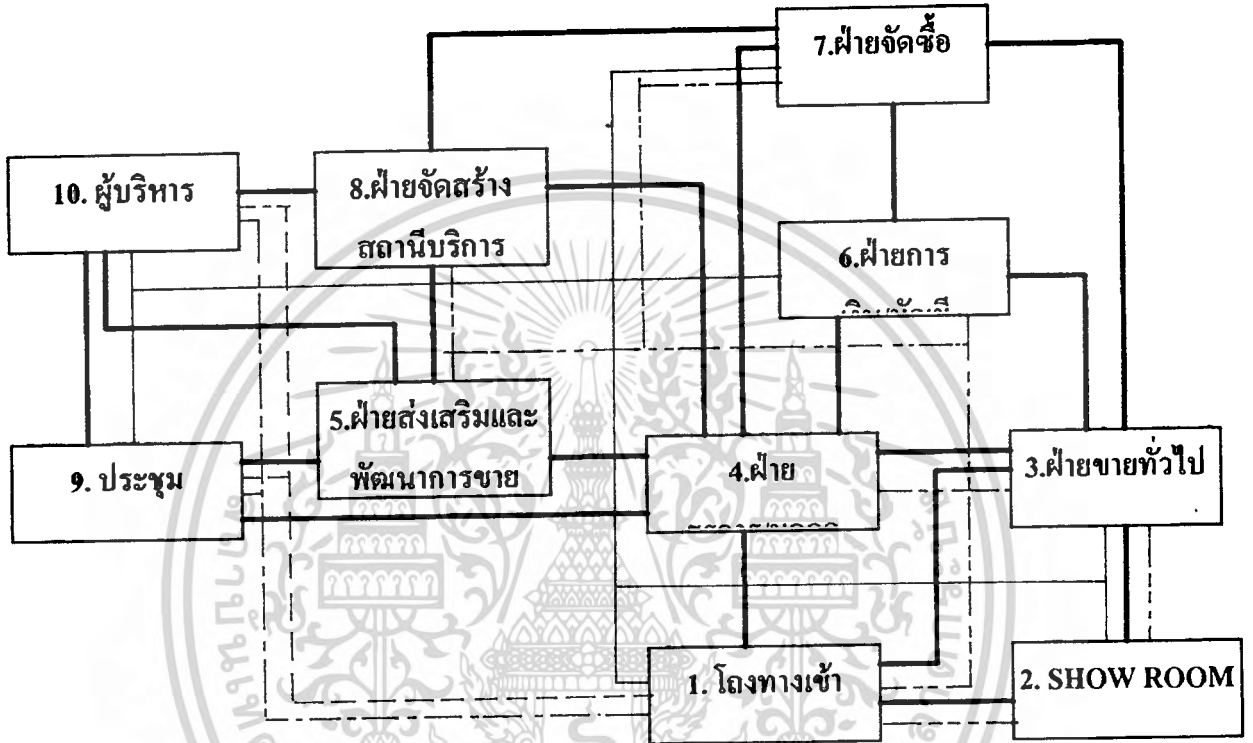 7.ฝ่ายจัดซื้อ
10. ผู้บริหาร
8.ฝ่ายจัดสร้าง
สถานีบริการ
6.ฝ่ายการ
5.ฝ่ายส่งเสริมและ
พัฒนาการขาย
9. ประชุม
4.ฝ่าย
3.ฝ่ายขายทั่วไป
1. โถงทางเข้า
2. SHOW ROOM